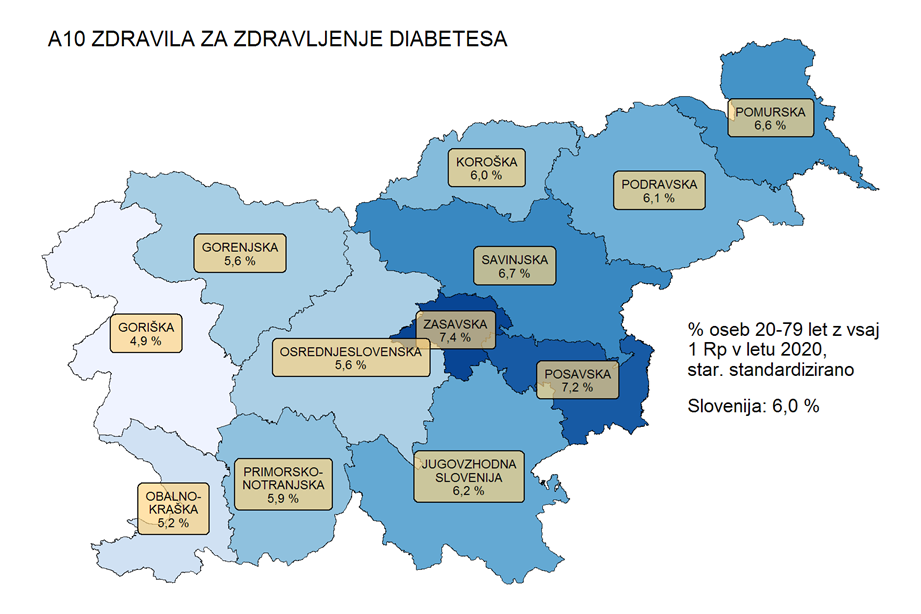 A10 ZDRAVILA ZA ZDRAVLJENJE DIABETESA
POMURSKA
6,6 %
KOROŠKA
6,0 %
PODRAVSKA
6,1 %
GORENJSKA
5,6 %
SAVINJSKA
6,7 %
GORIŠKA
4,9 %
ZASAVSKA
7,4 %
OSREDNJESLOVENSKA
5,6 %
POSAVSKA
7,2 %
% oseb 20-79 let z vsaj
1 Rp v letu 2020,
star. standardizirano
Slovenija: 6,0 %
JUGOVZHODNA
SLOVENIJA
6,2 %
PRIMORSKO-
NOTRANJSKA
5,9 %
OBALNO-
KRAŠKA
5,2 %